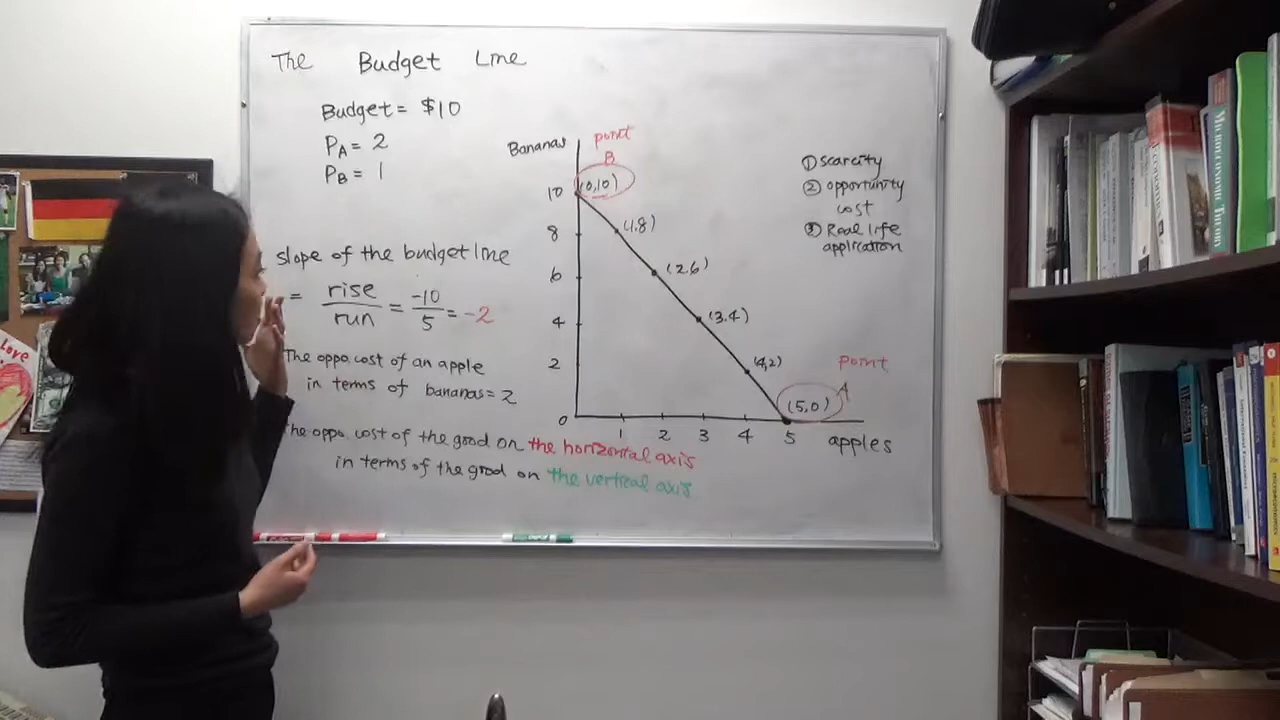 The Budget Line
Budget = $10
PA = 2
PB = 1
slope of the budget line
= rise/run = -10/5 = -2
The oppo. cost of an apple
in terms of bananas = 2
The oppo. cost of the good on the horizontal axis
in terms of the good on the vertical axis
Bananas
point
B
10
(0,10)
8
(1,8)
6
(2,6)
4
(3,4)
2
(4,2)
point
A
(5,0)
0
1 2 3 4 5 apples
① scarcity
② opportunity
cost
③ Real life
application
Love
Microeconomic Theory